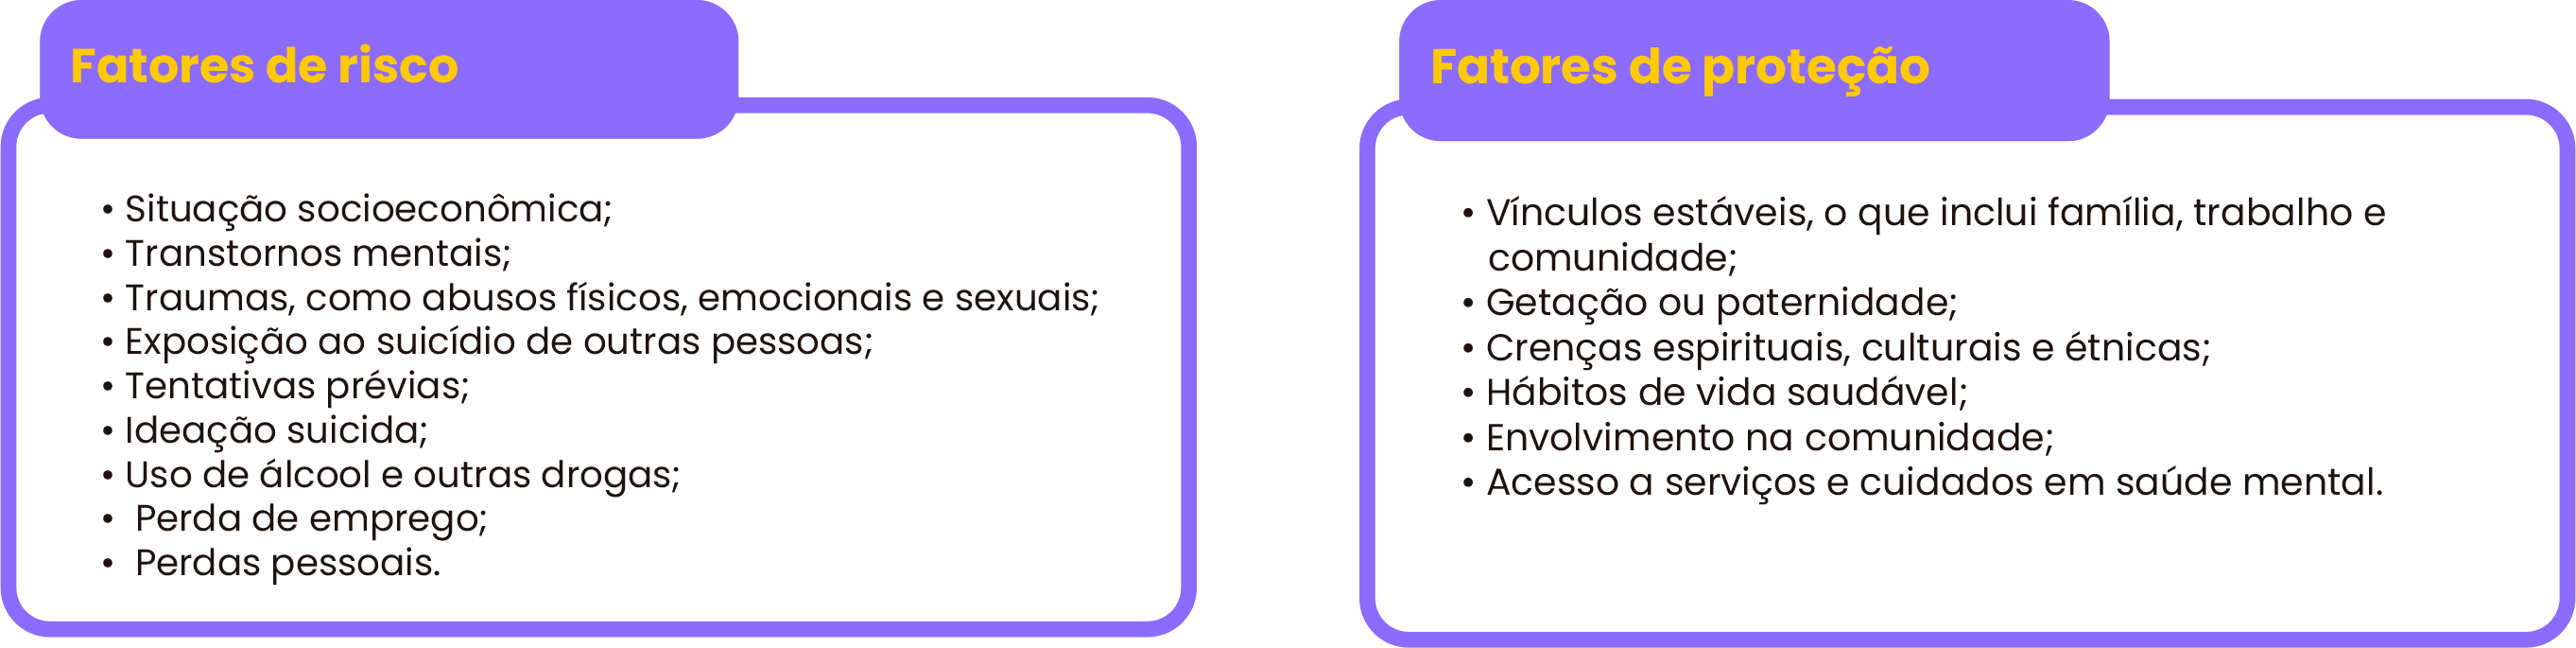 Fatores de risco
• Situação socioeconômica;
• Transtornos mentais;
• Traumas, como abusos físicos, emocionais e sexuais;
• Exposição ao suicídio de outras pessoas;
• Tentativas prévias;
• Ideação suicida;
• Uso de álcool e outras drogas;
• Perda de emprego;
• Perdas pessoais.
Fatores de proteção
• Vínculos estáveis, o que inclui família, trabalho e
comunidade;
• Getação ou paternidade;
• Crenças espirituais, culturais e étnicas;
• Hábitos de vida saudável;
• Envolvimento na comunidade;
• Acesso a serviços e cuidados em saúde mental.